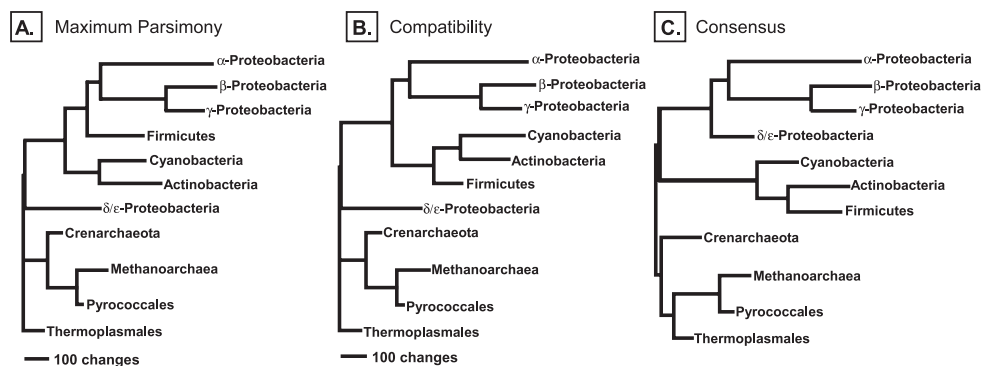 A. Maximum Parsimony
α-Proteobacteria
β-Proteobacteria
γ-Proteobacteria
Firmicutes
Cyanobacteria
Actinobacteria
δ/ε-Proteobacteria
Crenarchaeota
Methanoarchaea
Pyrococcales
Thermoplasmales
100 changes
B. Compatibility
α-Proteobacteria
β-Proteobacteria
γ-Proteobacteria
Cyanobacteria
Actinobacteria
Firmicutes
δ/ε-Proteobacteria
Crenarchaeota
Methanoarchaea
Pyrococcales
Thermoplasmales
100 changes
C. Consensus
α-Proteobacteria
β-Proteobacteria
γ-Proteobacteria
δ/ε-Proteobacteria
Cyanobacteria
Actinobacteria
Firmicutes
Crenarchaeota
Methanoarchaea
Pyrococcales
Thermoplasmales